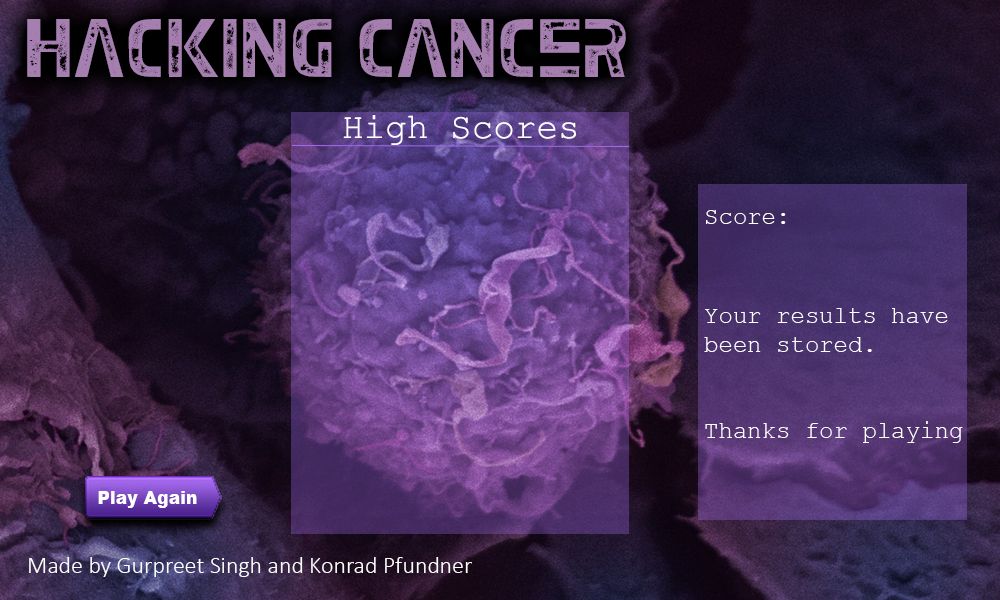 HACKING CANCER
High Scores
Score:
Your results have
been stored.
Thanks for playing
Play Again
Made by Gurpreet Singh and Konrad Pfundner